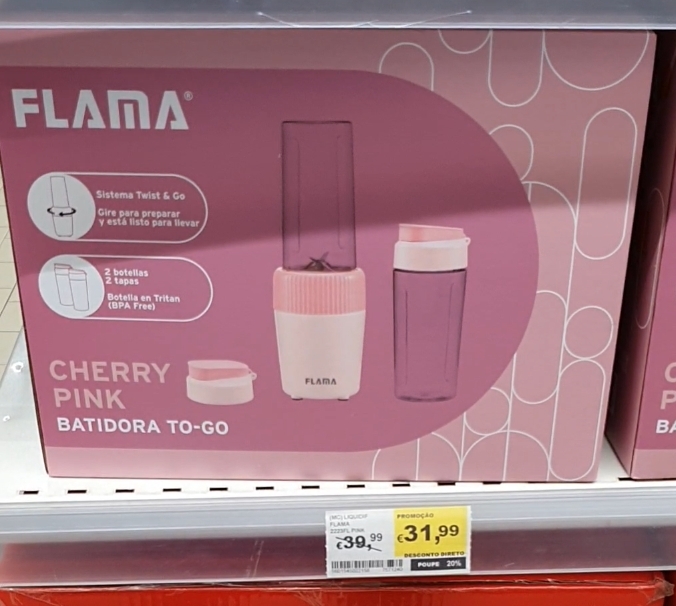 FLAMA®
Sistema Twist & Go
Gire para preparar
y está listo para llevar
2 botellas
2 tapas
Botella en Tritan
(BPA Free)
FLAMA
CHERRY
PINK
BATIDORA TO-GO
C
P
BA
FLAMA
PINK
€39,99
PROMOÇÃO
€31,99
DESCONTO DIRETO
POUPE 20%